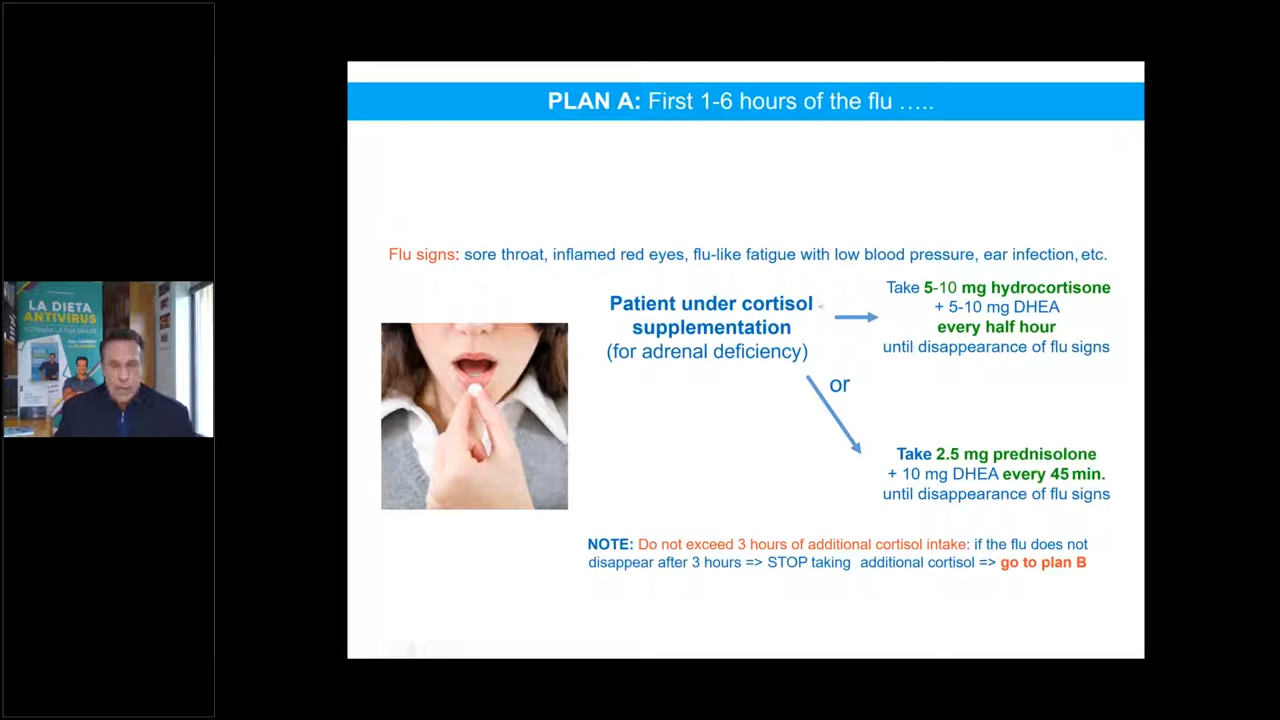 PLAN A: First 1-6 hours of the flu …..
Flu signs: sore throat, inflamed red eyes, flu-like fatigue with low blood pressure, ear infection, etc.
Patient under cortisol
supplementation
(for adrenal deficiency)
Take 5-10 mg hydrocortisone
+ 5-10 mg DHEA
every half hour
until disappearance of flu signs
or
Take 2.5 mg prednisolone
+ 10 mg DHEA every 45 min.
until disappearance of flu signs
NOTE: Do not exceed 3 hours of additional cortisol intake: if the flu does not
disappear after 3 hours => STOP taking additional cortisol => go to plan B
LA DIETA
ANTIVIRUS